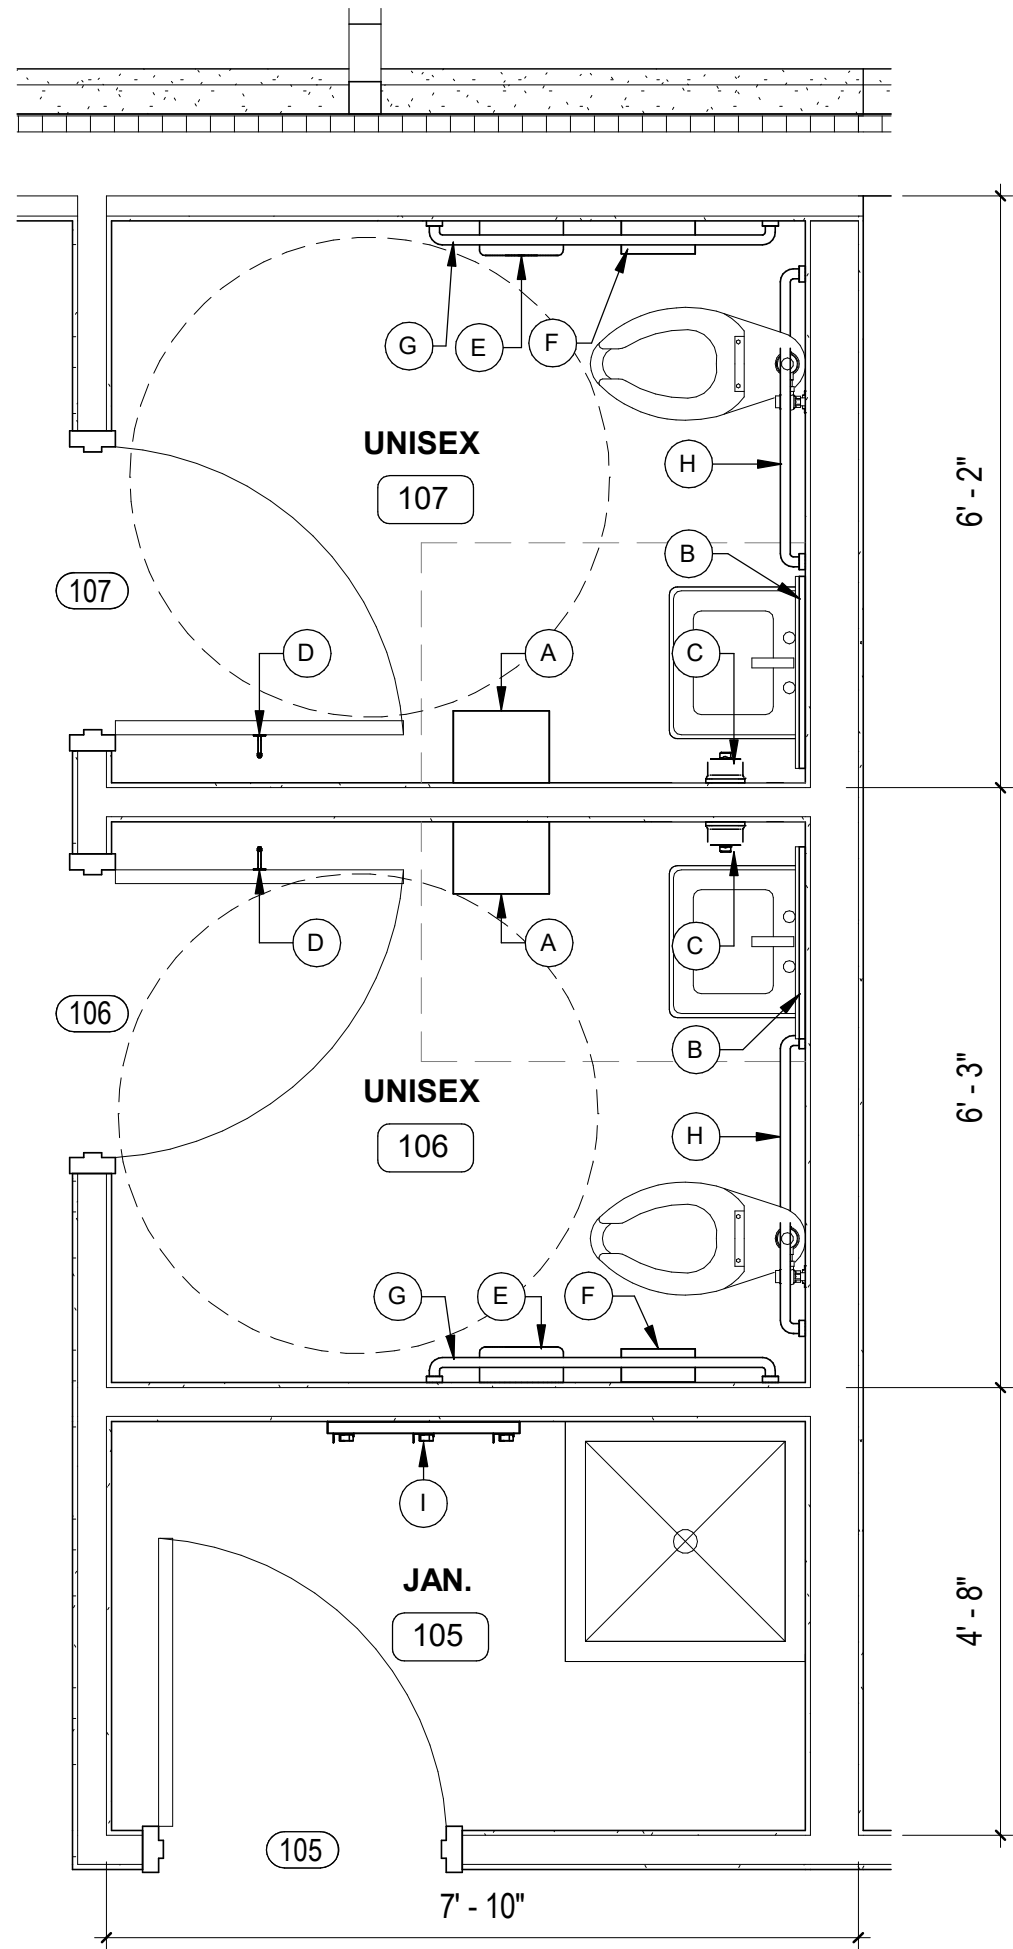 G
E
F
UNISEX
107
H
6' - 2"
B
107
D
A
C
D
A
C
106
B
UNISEX
106
H
6' - 3"
G
E
F
I
JAN.
105
4' - 8"
105
7' - 10"